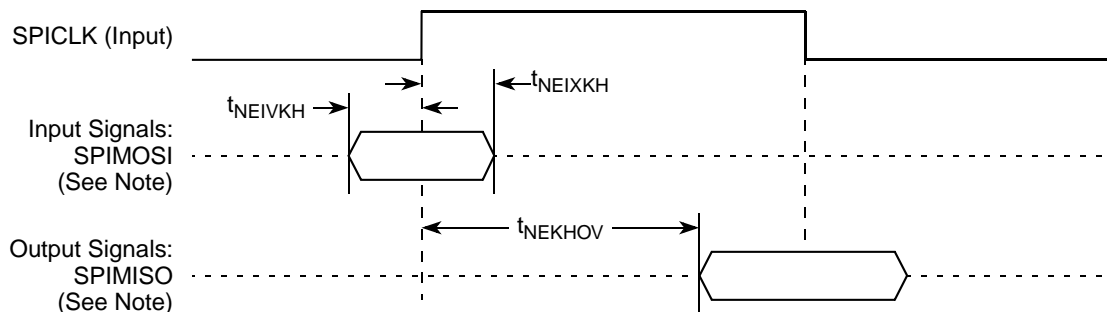 SPICLK (Input)
tNEIXKH
tNEIVKH
Input Signals:
SPIMOSI
(See Note)
tNEKHOV
Output Signals:
SPIMISO
(See Note)